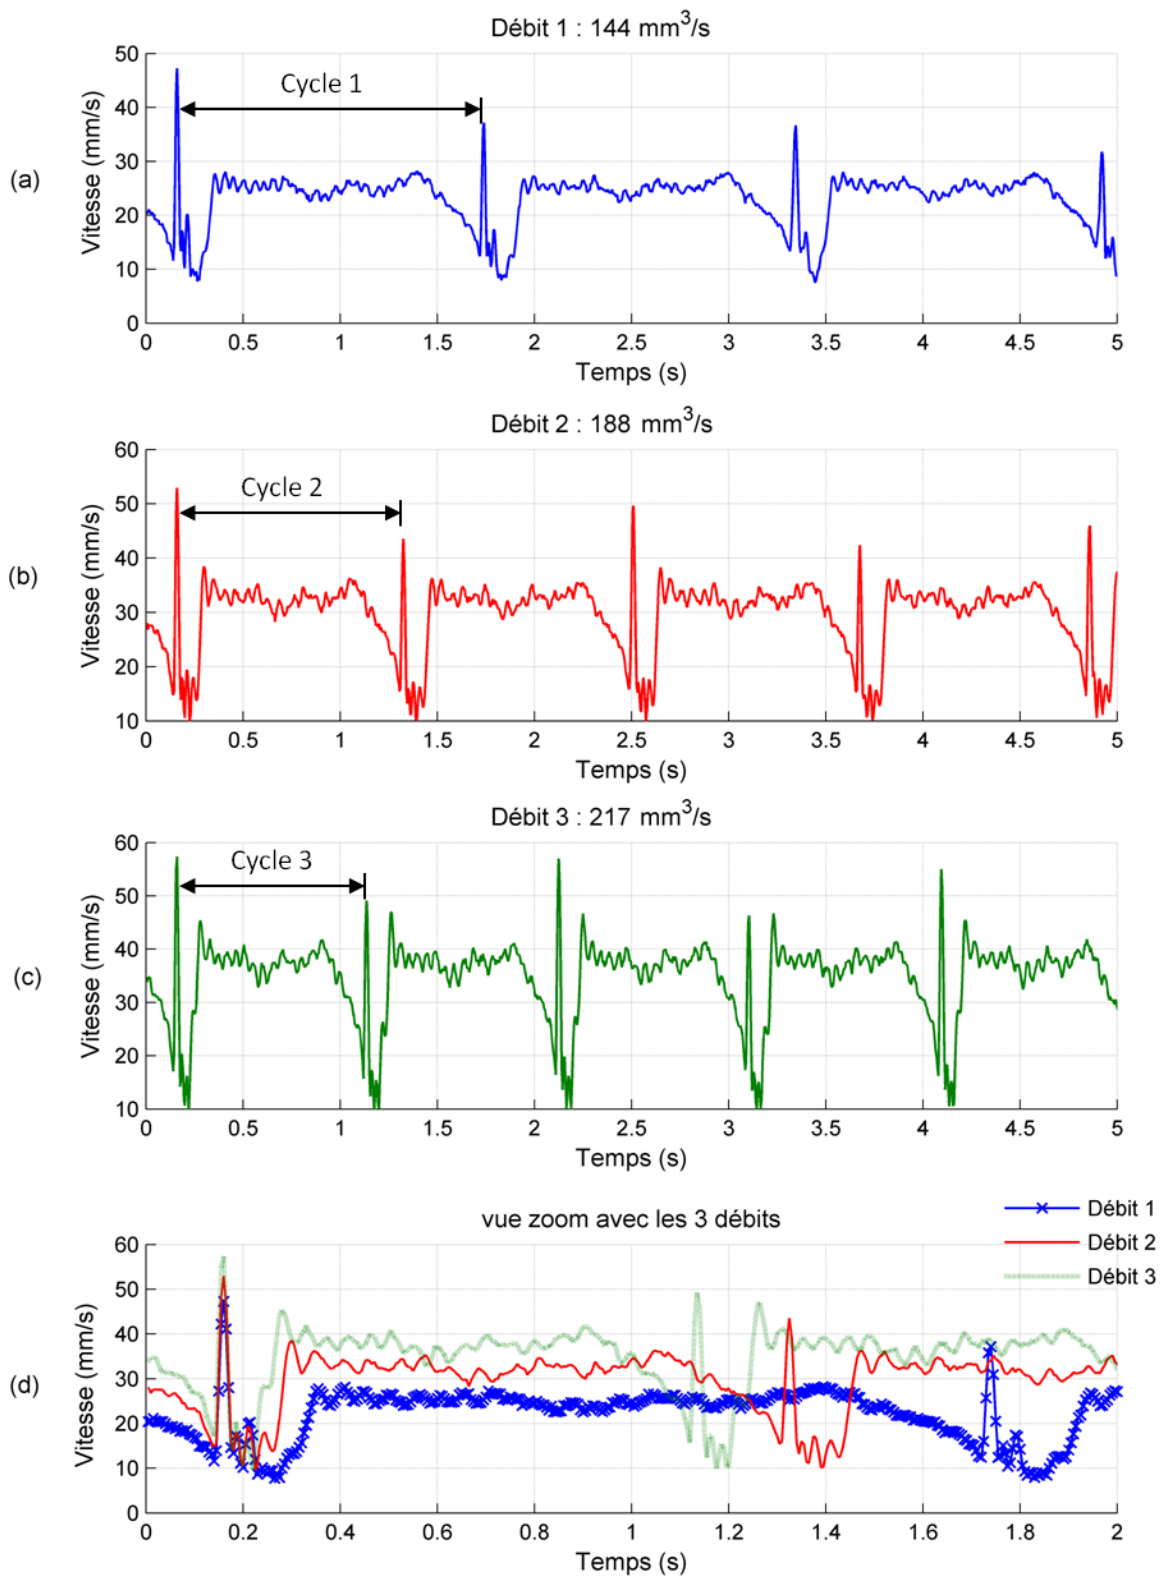 Débit 1 : 144 mm³/s
50
40
30
20
10
0
Vitesse (mm/s)
(a)
Cycle 1
0 0.5 1 1.5 2 2.5 3 3.5 4 4.5 5
Temps (s)
Débit 2 : 188 mm³/s
60
50
40
30
20
10
Vitesse (mm/s)
(b)
Cycle 2
0 0.5 1 1.5 2 2.5 3 3.5 4 4.5 5
Temps (s)
Débit 3 : 217 mm³/s
60
50
40
30
20
10
Vitesse (mm/s)
(c)
Cycle 3
0 0.5 1 1.5 2 2.5 3 3.5 4 4.5 5
Temps (s)
vue zoom avec les 3 débits
Débit 1
Débit 2
Débit 3
60
50
40
30
20
10
0
Vitesse (mm/s)
(d)
0 0.2 0.4 0.6 0.8 1 1.2 1.4 1.6 1.8 2
Temps (s)